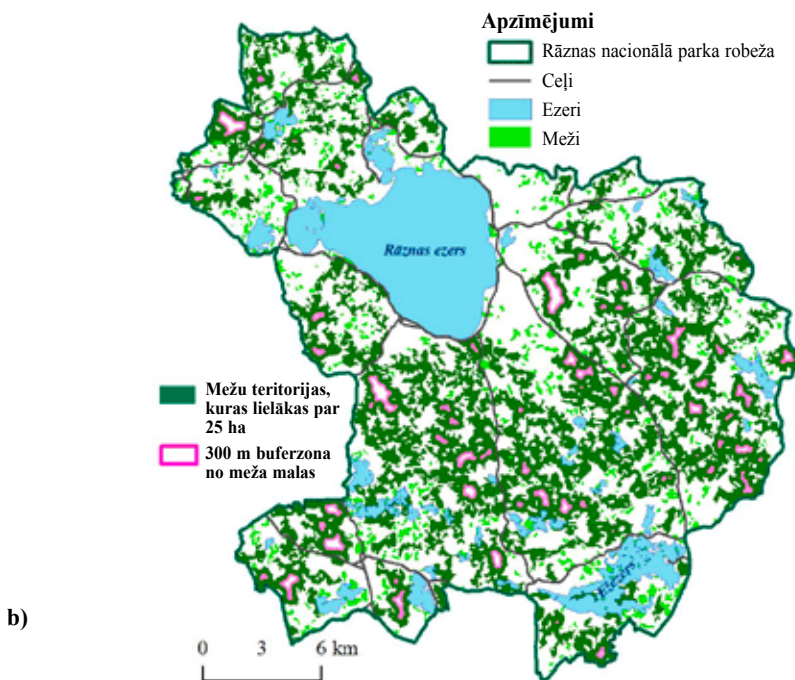 Apzīmējumi
Rāznas nacionālā parka robeža
Ceļi
Ezeri
Meži
Rāznas ezers
Mežu teritorijas,
kuras lielākas par
25 ha
300 m buferzona
no meža malas
Ežezers
b)
0 3 6 km